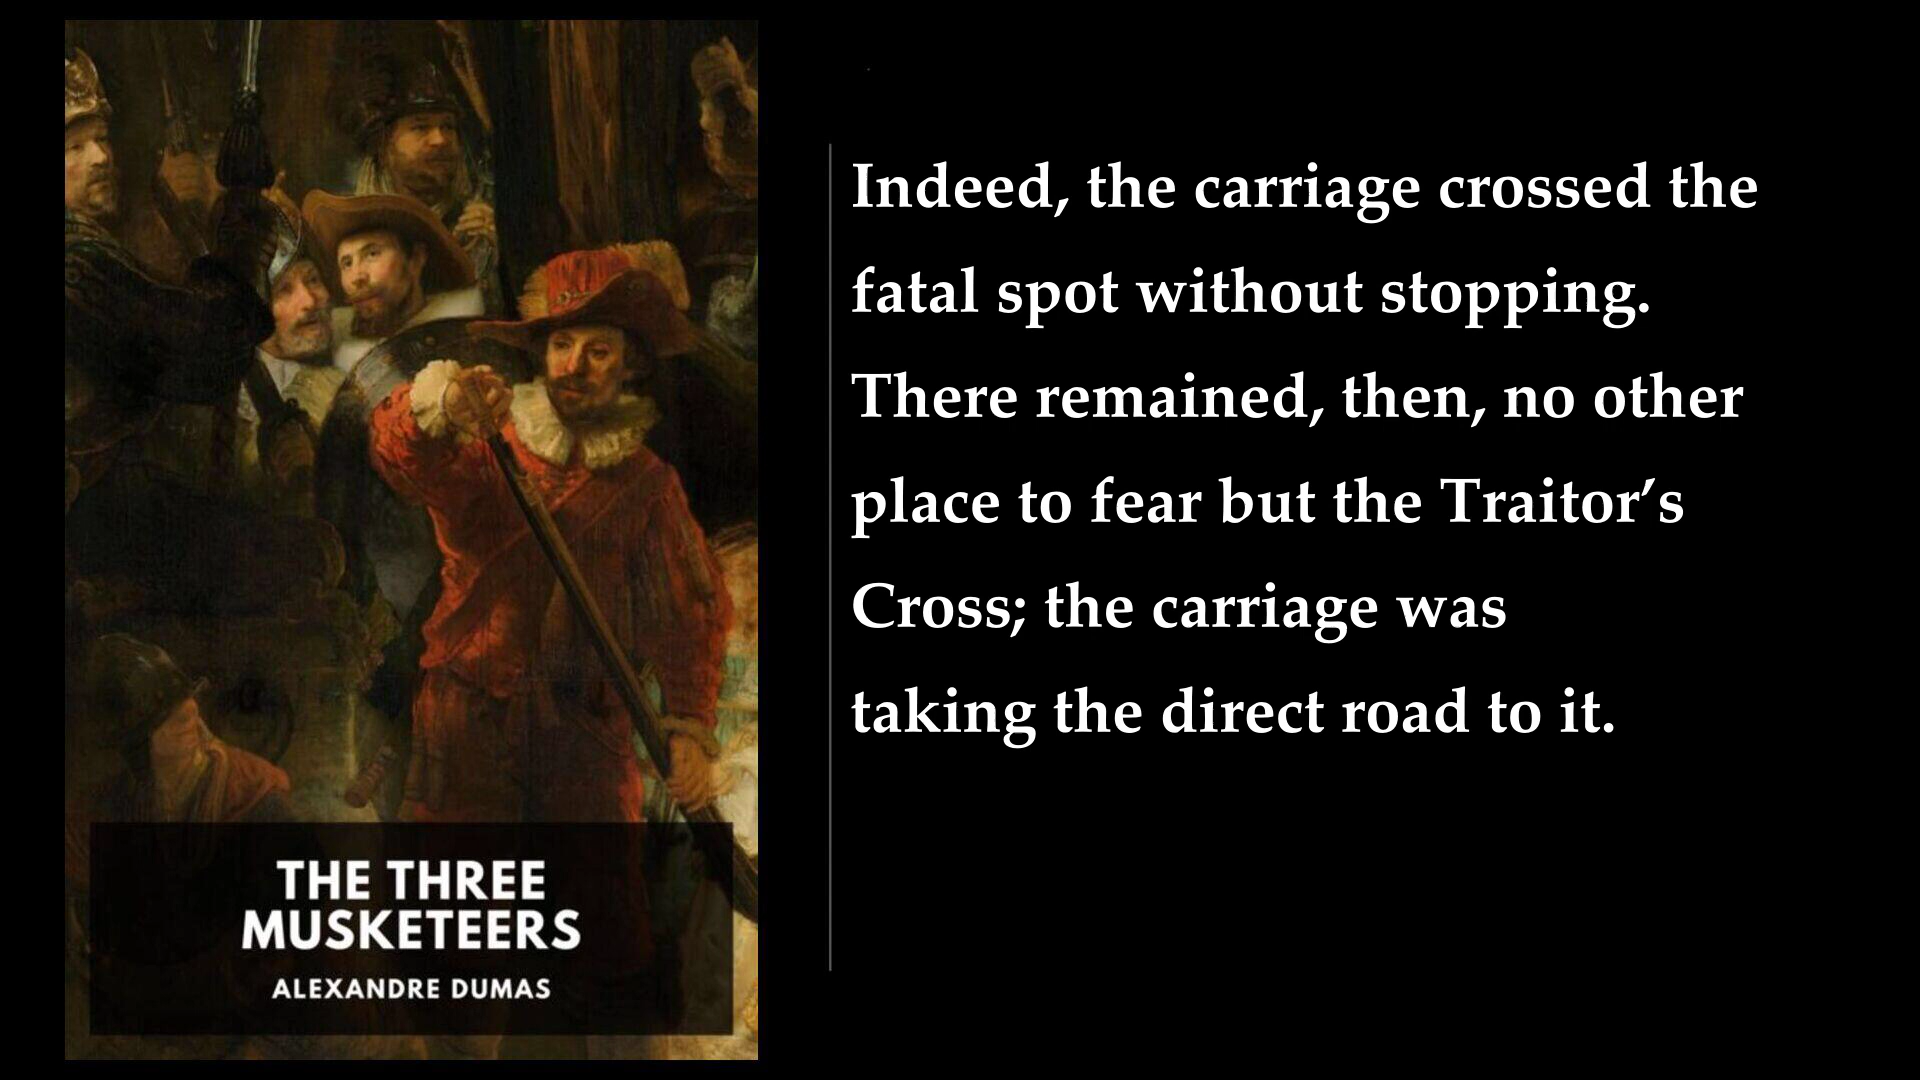 THE THREE
MUSKETEERS
ALEXANDRE DUMAS
Indeed, the carriage crossed the
fatal spot without stopping.
There remained, then, no other
place to fear but the Traitor’s
Cross; the carriage was
taking the direct road to it.